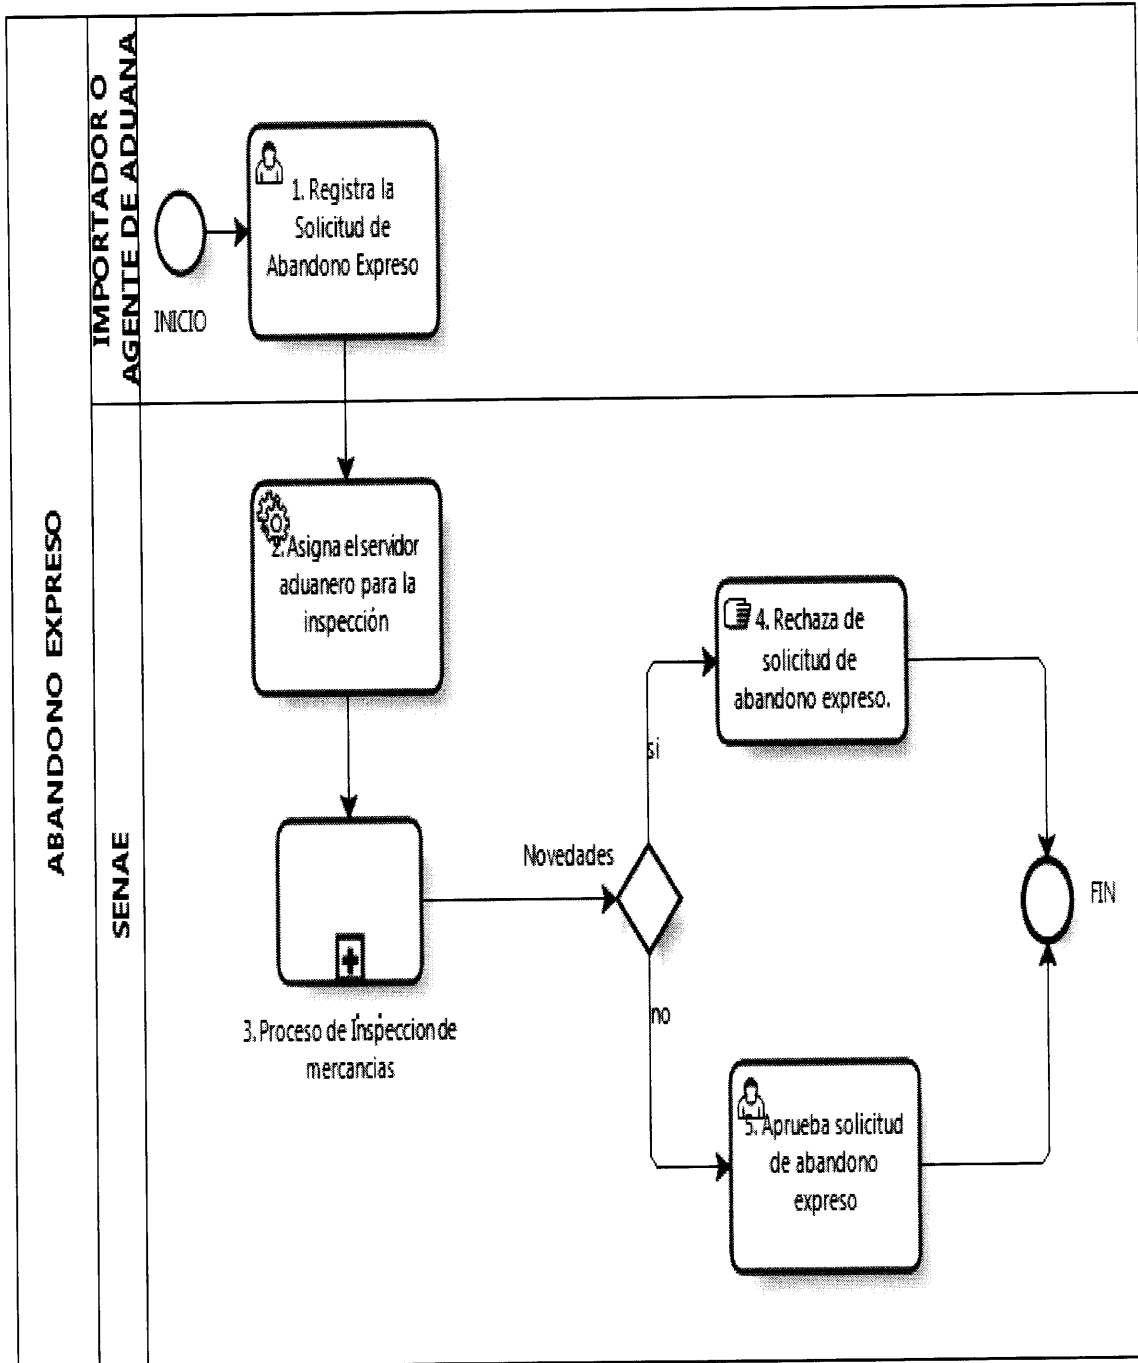 ABANDONO EXPRESO
IMPORTADOR O
AGENTE DE ADUANA
INICIO
1. Registra la
Solicitud de
Abandono Expreso
SENAE
2. Asigna el servidor
aduanero para la
inspección
3. Proceso de Inspeccion de
mercancias
Novedades
si
4. Rechaza de
solicitud de
abandono expreso.
no
5. Aprueba solicitud
de abandono
expreso
FIN